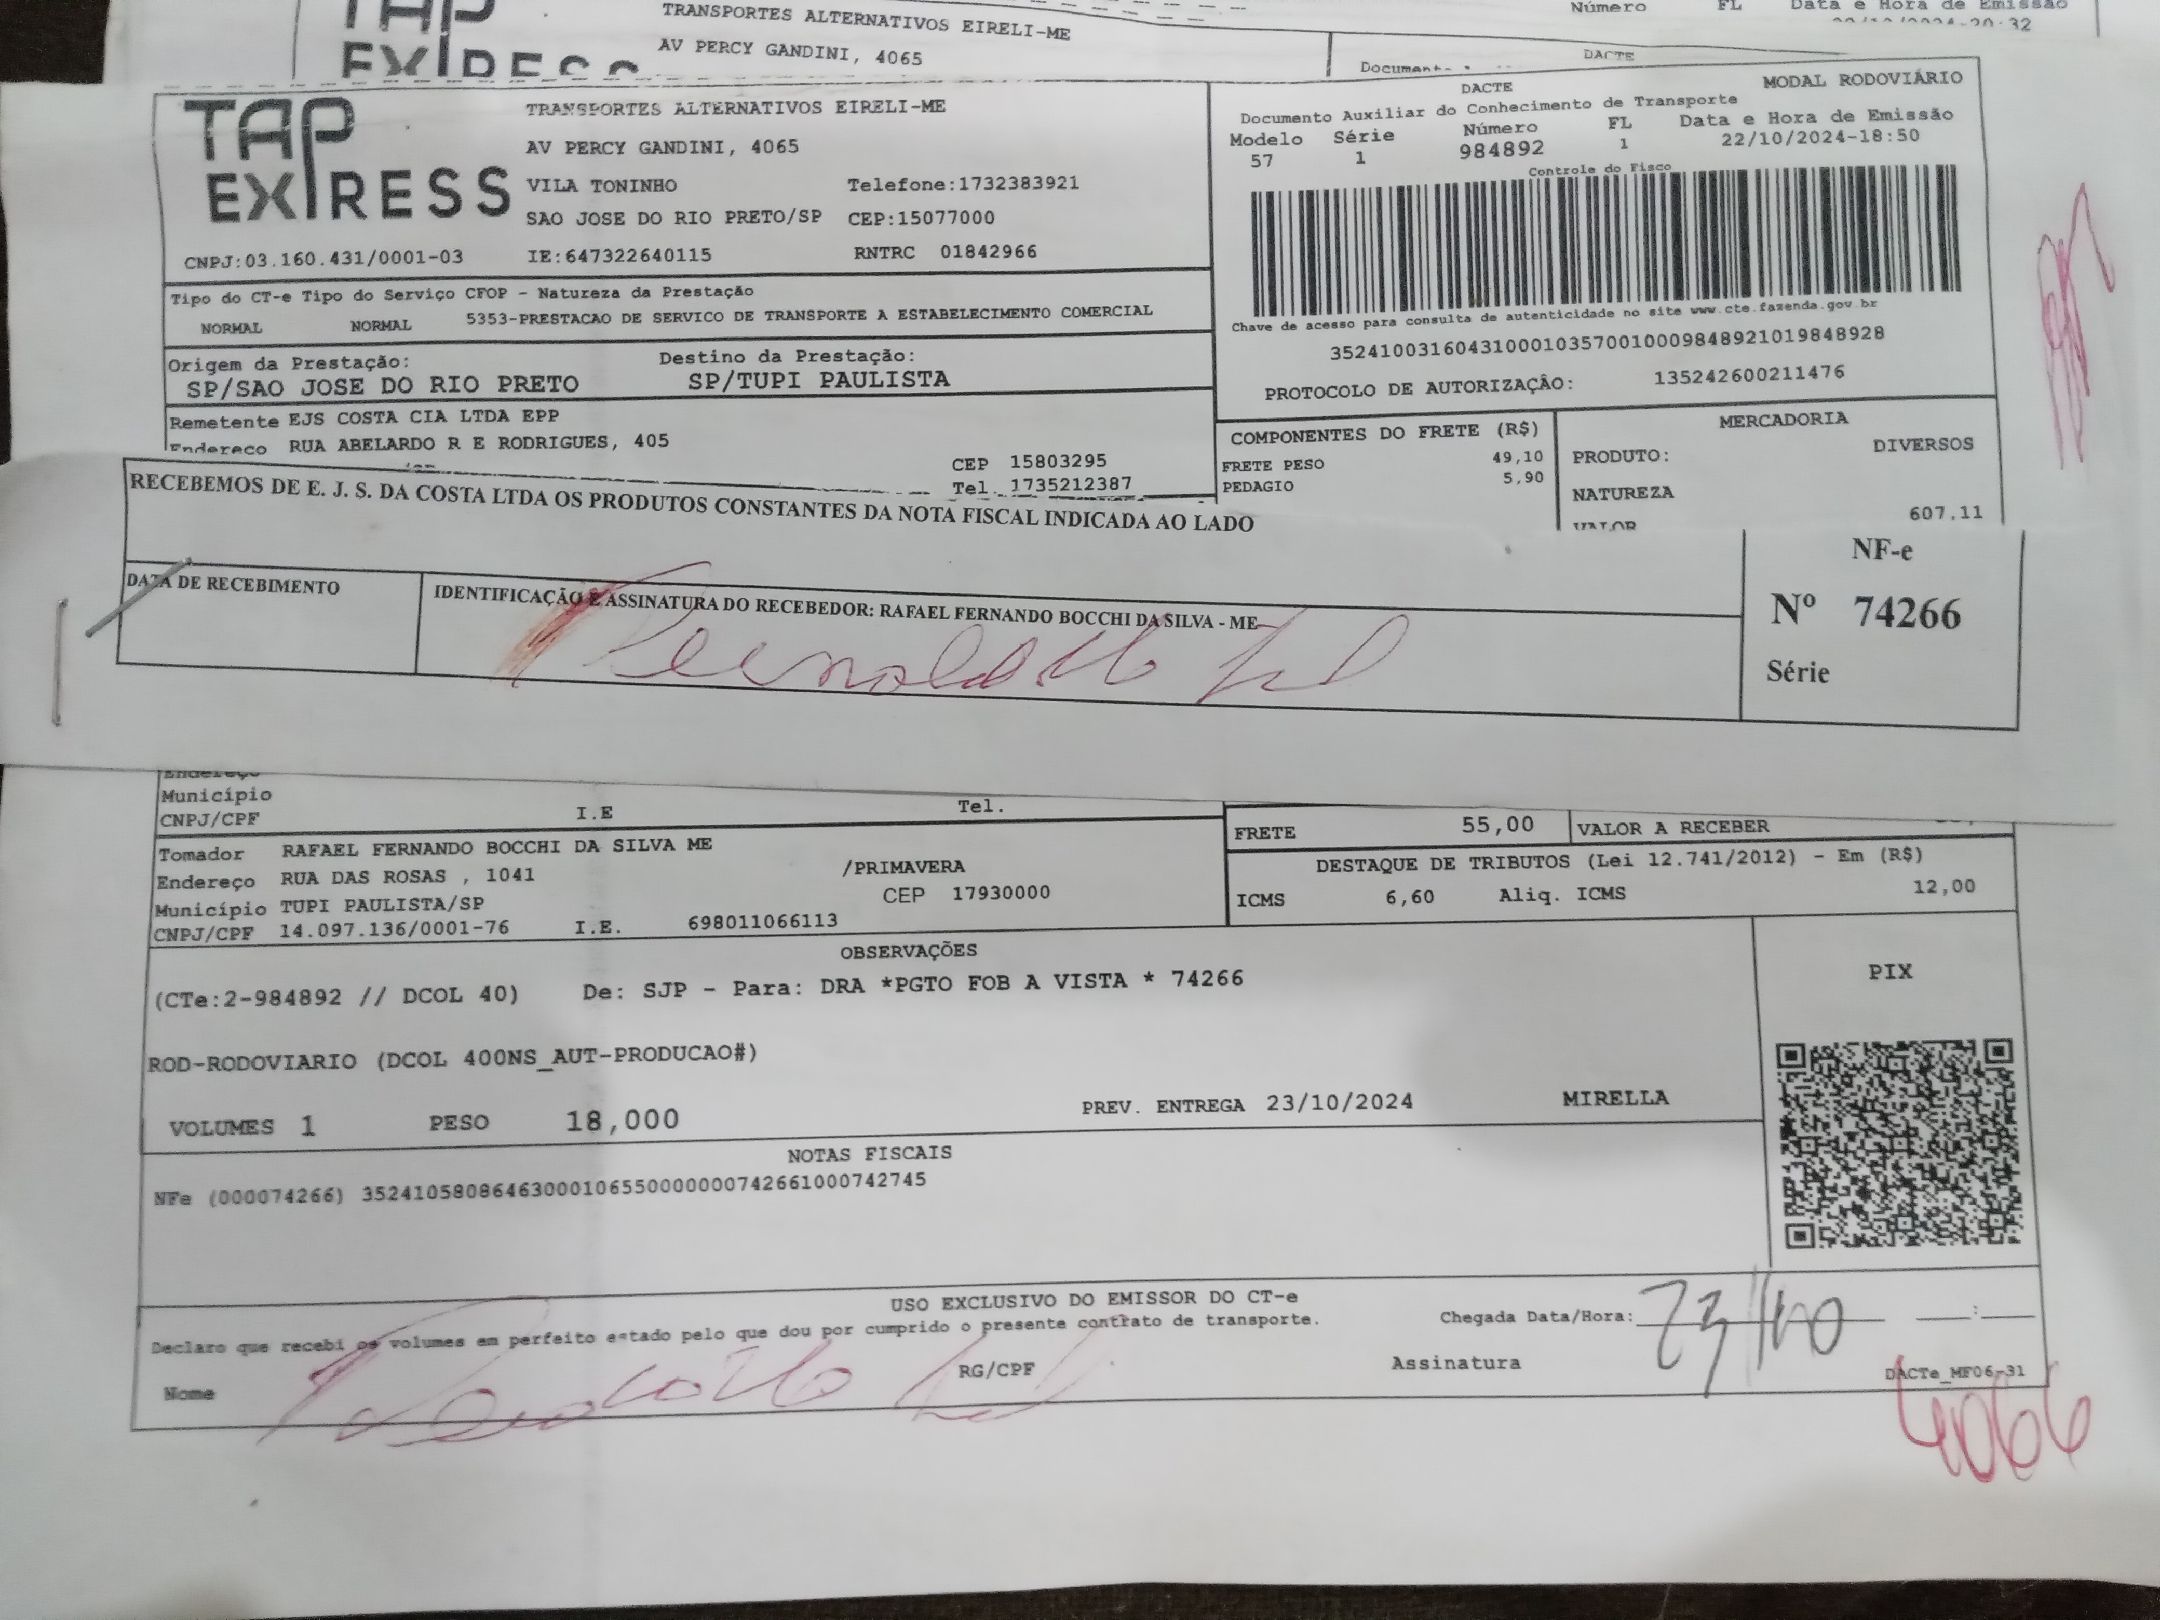 TRANSPORTES ALTERNATIVOS EIRELI-ME
AV PERCY GANDINI, 4065
Número FL Data e Hora de Emissão
DACTE
TAP EXPRESS
TRANSPORTES ALTERNATIVOS EIRELI-ME
AV PERCY GANDINI, 4065
VILA TONINHO Telefone:1732383921
SAO JOSE DO RIO PRETO/SP CEP:15077000
CNPJ:03.160.431/0001-03 IE:647322640115 RNTRC 01842966
DACTE MODAL RODOVIÁRIO
Documento Auxiliar do Conhecimento de Transporte
Modelo Série Número FL Data e Hora de Emissão
57 1 984892 1 22/10/2024-18:50
Controle do Fisco
Chave de acesso para consulta de autenticidade no site www.cte.fazenda.gov.br
35241003160431000103570010009848921019848928
PROTOCOLO DE AUTORIZAÇÃO: 135242600211476
Tipo do CT-e Tipo do Serviço CFOP - Natureza da Prestação
NORMAL NORMAL 5353-PRESTACAO DE SERVICO DE TRANSPORTE A ESTABELECIMENTO COMERCIAL
Origem da Prestação: Destino da Prestação:
SP/SAO JOSE DO RIO PRETO SP/TUPI PAULISTA
Remetente EJS COSTA CIA LTDA EPP
Endereço RUA ABELARDO R E RODRIGUES, 405
CEP 15803295
Tel. 1735212387
COMPONENTES DO FRETE (R$)
FRETE PESO 49,10
PEDAGIO 5,90
MERCADORIA
PRODUTO: DIVERSOS
NATUREZA
VALOR 607,11
RECEBEMOS DE E. J. S. DA COSTA LTDA OS PRODUTOS CONSTANTES DA NOTA FISCAL INDICADA AO LADO
DATA DE RECEBIMENTO
IDENTIFICAÇÃO E ASSINATURA DO RECEBEDOR: RAFAEL FERNANDO BOCCHI DA SILVA - ME
NF-e
Nº 74266
Série
Endereço
Município
CNPJ/CPF I.E Tel.
FRETE 55,00 VALOR A RECEBER
Tomador RAFAEL FERNANDO BOCCHI DA SILVA ME
Endereço RUA DAS ROSAS , 1041 /PRIMAVERA
Município TUPI PAULISTA/SP CEP 17930000
CNPJ/CPF 14.097.136/0001-76 I.E. 698011066113
DESTAQUE DE TRIBUTOS (Lei 12.741/2012) - Em (R$)
ICMS 6,60 Aliq. ICMS 12,00
OBSERVAÇÕES
(CTe:2-984892 // DCOL 40) De: SJP - Para: DRA *PGTO FOB A VISTA * 74266
ROD-RODOVIARIO (DCOL 400NS_AUT-PRODUCAO#)
VOLUMES 1 PESO 18,000 PREV. ENTREGA 23/10/2024 MIRELLA
PIX
NOTAS FISCAIS
NFe (000074266) 35241058086463000106550000000742661000742745
USO EXCLUSIVO DO EMISSOR DO CT-e
Declaro que recebi os volumes em perfeito estado pelo que dou por cumprido o presente contrato de transporte.
Nome RG/CPF
Chegada Data/Hora: 23/10 :
Assinatura
DACTe_MF06-31
4066